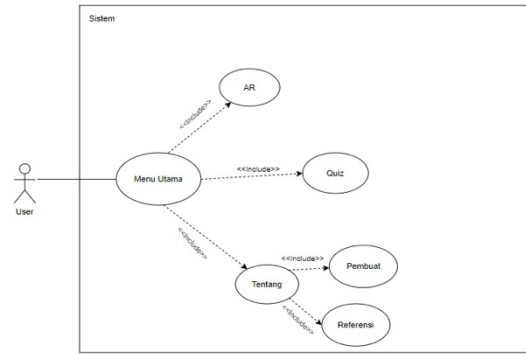 Sistem
AR
<<Include>>
Menu Utama
<<Include>>
Quiz
User
<<Include>>
Tentang
<<Include>>
Pembuat
<<Include>>
Referensi